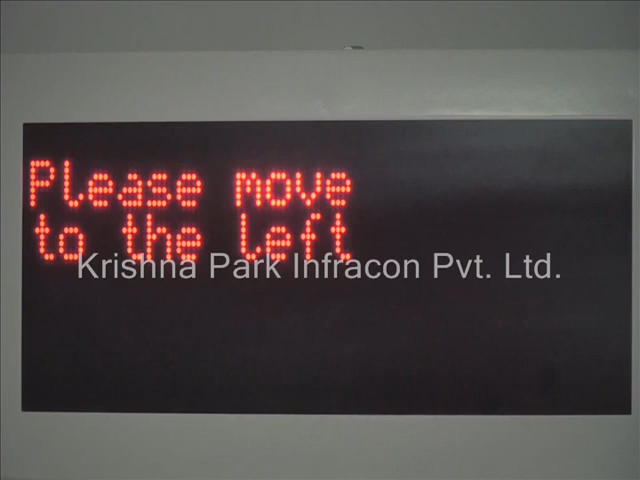 Please move
to the left
Krishna Park Infracon Pvt. Ltd.